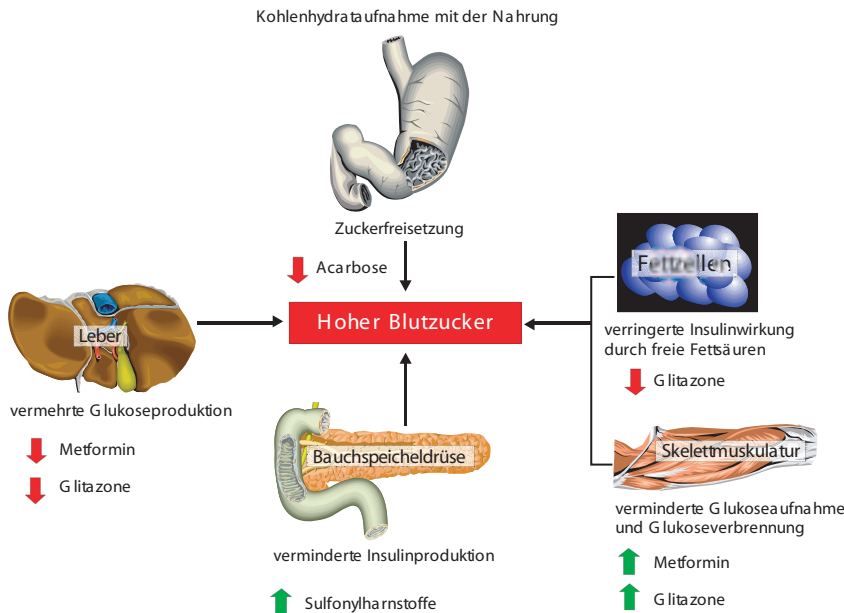 Kohlenhydrataufnahme mit der Nahrung
Zuckerfreisetzung
Acarbose
Hoher Blutzucker
Leber
vermehrte Glukoseproduktion
Metformin
Glitazone
Bauchspeicheldrüse
verminderte Insulinproduktion
Sulfonylharnstoffe
Fettzellen
verringerte Insulinwirkung
durch freie Fettsäuren
Glitazone
Skelettmuskulatur
verminderte Glukoseaufnahme
und Glukoseverbrennung
Metformin
Glitazone